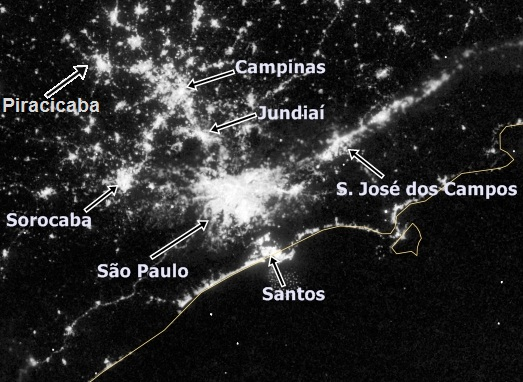 Campinas
Piracicaba
Jundiaí
S. José dos Campos
Sorocaba
São Paulo
Santos